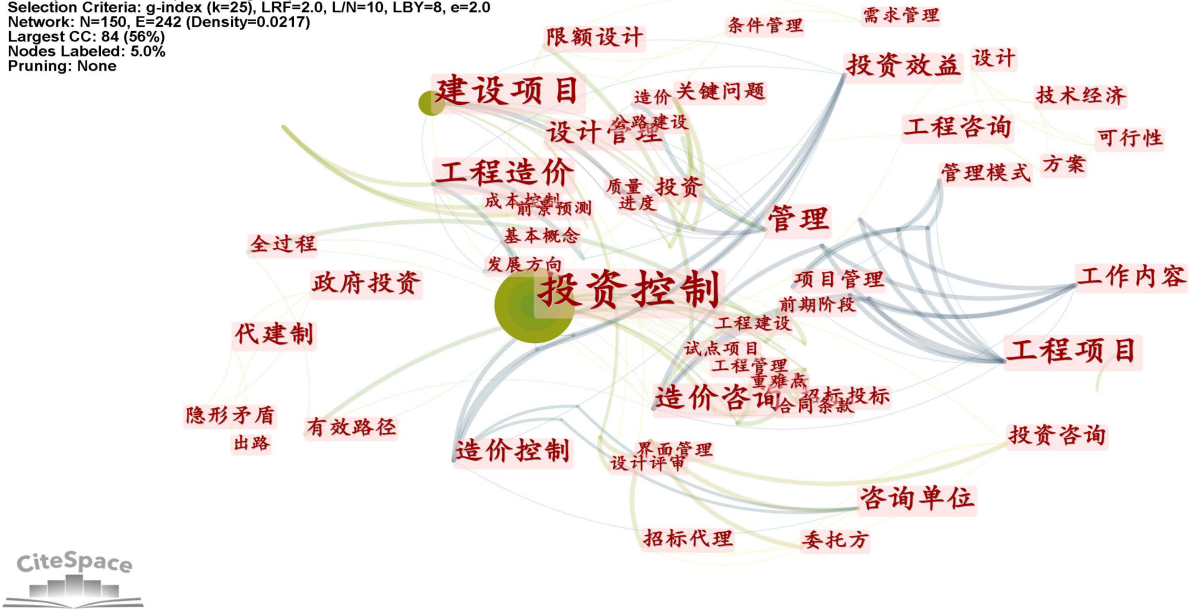 Selection Criteria: g-index (k=25), LRF=2.0, L/N=10, LBY=8, e=2.0
Network: N=150, E=242 (Density=0.0217)
Largest CC: 84 (56%)
Nodes Labeled: 5.0%
Pruning: None
需求管理
条件管理
限额设计
设计
投资效益
建设项目
造价
关键问题
技术经济
公路建设
设计管理
工程咨询
可行性
方案
工程造价
管理模式
质量
投资
成本控制
进度
前景预测
管理
基本概念
全过程
发展方向
政府投资
投资控制
项目管理
工作内容
前期阶段
工程建设
代建制
试点项目
工程项目
工程管理
重难点
造价咨询
招标投标
合同条款
隐形矛盾
有效路径
出路
投资咨询
造价控制
界面管理
设计评审
咨询单位
招标代理
委托方
CiteSpace